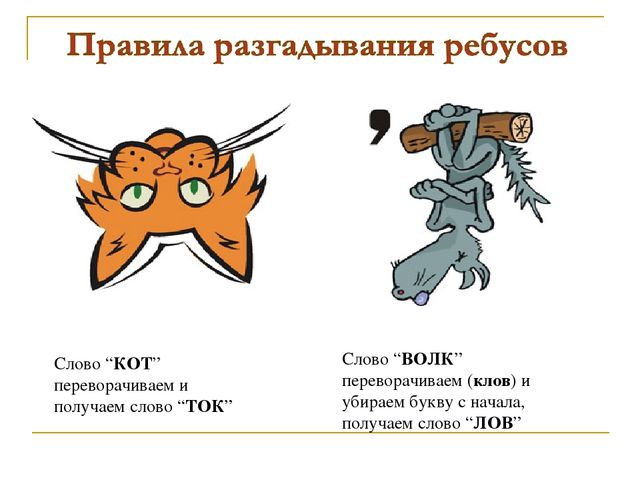 Правила разгадывания ребусов
,
Слово “КОТ”
переворачиваем и
получаем слово “ТОК”
Слово “ВОЛК”
переворачиваем (клов) и
убираем букву с начала,
получаем слово “ЛОВ”